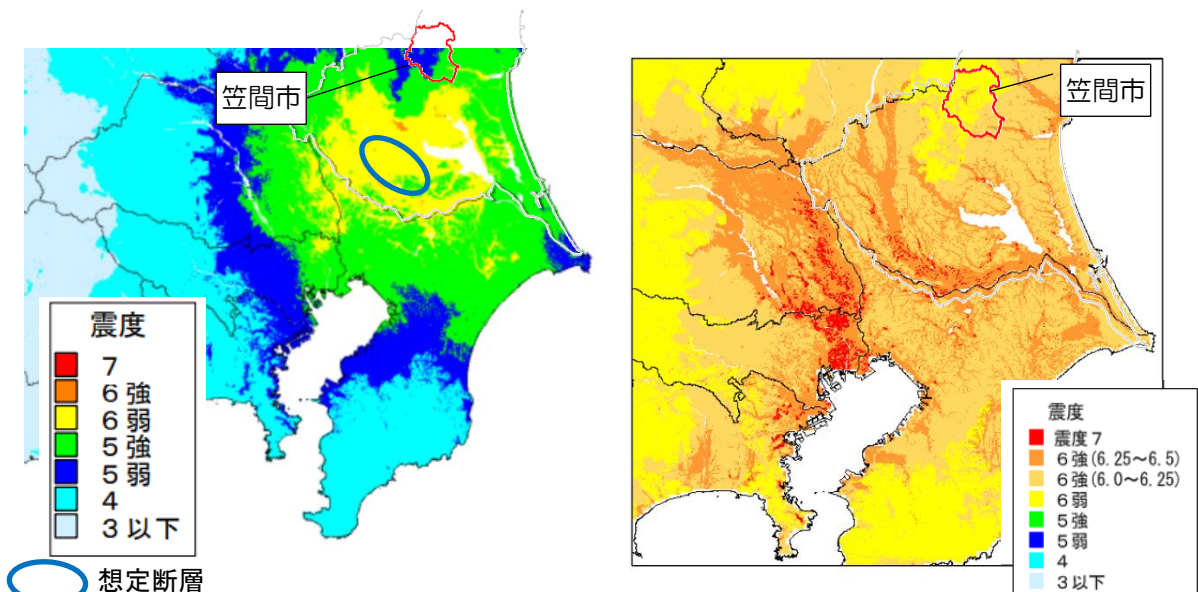 笠間市
震度
7
6強
6弱
5強
5弱
4
3以下
想定断層
笠間市
震度
震度7
6強(6.25～6.5)
6強(6.0～6.25)
6弱
5強
5弱
4
3以下